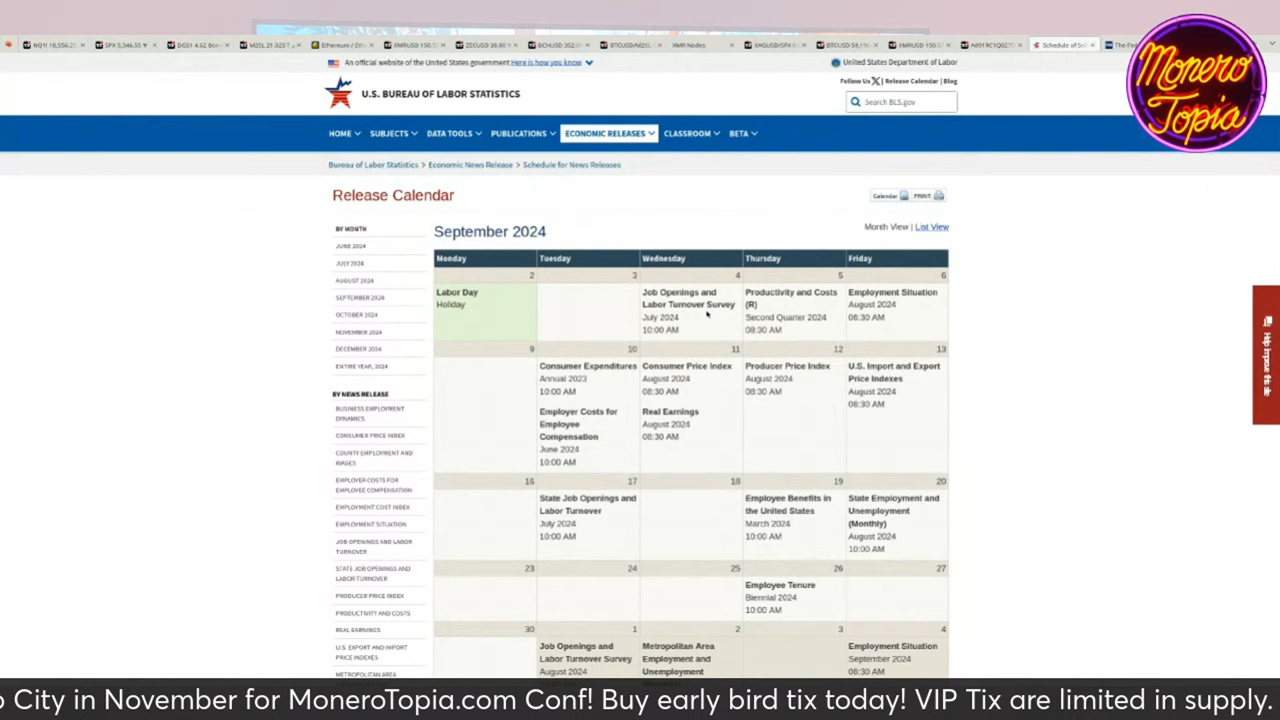 An official website of the United States government Here is how you know
United States Department of Labor
Follow Us X | Release Calendar | Blog
U.S. BUREAU OF LABOR STATISTICS
Search BLS.gov
HOME SUBJECTS DATA TOOLS PUBLICATIONS ECONOMIC RELEASES CLASSROOM BETA
Bureau of Labor Statistics > Economic News Release > Schedule for News Releases
Monero
Topia
Release Calendar
Calendar PRINT
BY MONTH
JUNE 2024
JULY 2024
AUGUST 2024
SEPTEMBER 2024
OCTOBER 2024
NOVEMBER 2024
DECEMBER 2024
ENTIRE YEAR, 2024
BY NEWS RELEASE
BUSINESS EMPLOYMENT
DYNAMICS
CONSUMER PRICE INDEX
COUNTY EMPLOYMENT AND
WAGES
EMPLOYER COSTS FOR
EMPLOYEE COMPENSATION
EMPLOYMENT COST INDEX
EMPLOYMENT SITUATION
JOB OPENINGS AND LABOR
TURNOVER
STATE JOB OPENINGS AND
LABOR TURNOVER
PRODUCER PRICE INDEX
PRODUCTIVITY AND COSTS
REAL EARNINGS
U.S. EXPORT AND IMPORT
PRICE INDEXES
METROPOLITAN AREA
September 2024
Month View | List View
Monday Tuesday Wednesday Thursday Friday
2 3 4 5 6
Labor Day
Holiday
Job Openings and
Labor Turnover Survey
July 2024
10:00 AM
Productivity and Costs
(R)
Second Quarter 2024
08:30 AM
Employment Situation
August 2024
08:30 AM
9 10 11 12 13
Consumer Expenditures
Annual 2023
10:00 AM
Employer Costs for
Employee
Compensation
June 2024
10:00 AM
Consumer Price Index
August 2024
08:30 AM
Real Earnings
August 2024
08:30 AM
Producer Price Index
August 2024
08:30 AM
U.S. Import and Export
Price Indexes
August 2024
08:30 AM
16 17 18 19 20
State Job Openings and
Labor Turnover
July 2024
10:00 AM
Employee Benefits in
the United States
March 2024
10:00 AM
State Employment and
Unemployment
(Monthly)
August 2024
10:00 AM
23 24 25 26 27
Employee Tenure
Biennial 2024
10:00 AM
30 1 2 3 4
Job Openings and
Labor Turnover Survey
August 2024
Metropolitan Area
Employment and
Unemployment
Employment Situation
September 2024
08:30 AM
City in November for MoneroTopia.com Conf! Buy early bird tix today! VIP Tix are limited in supply.